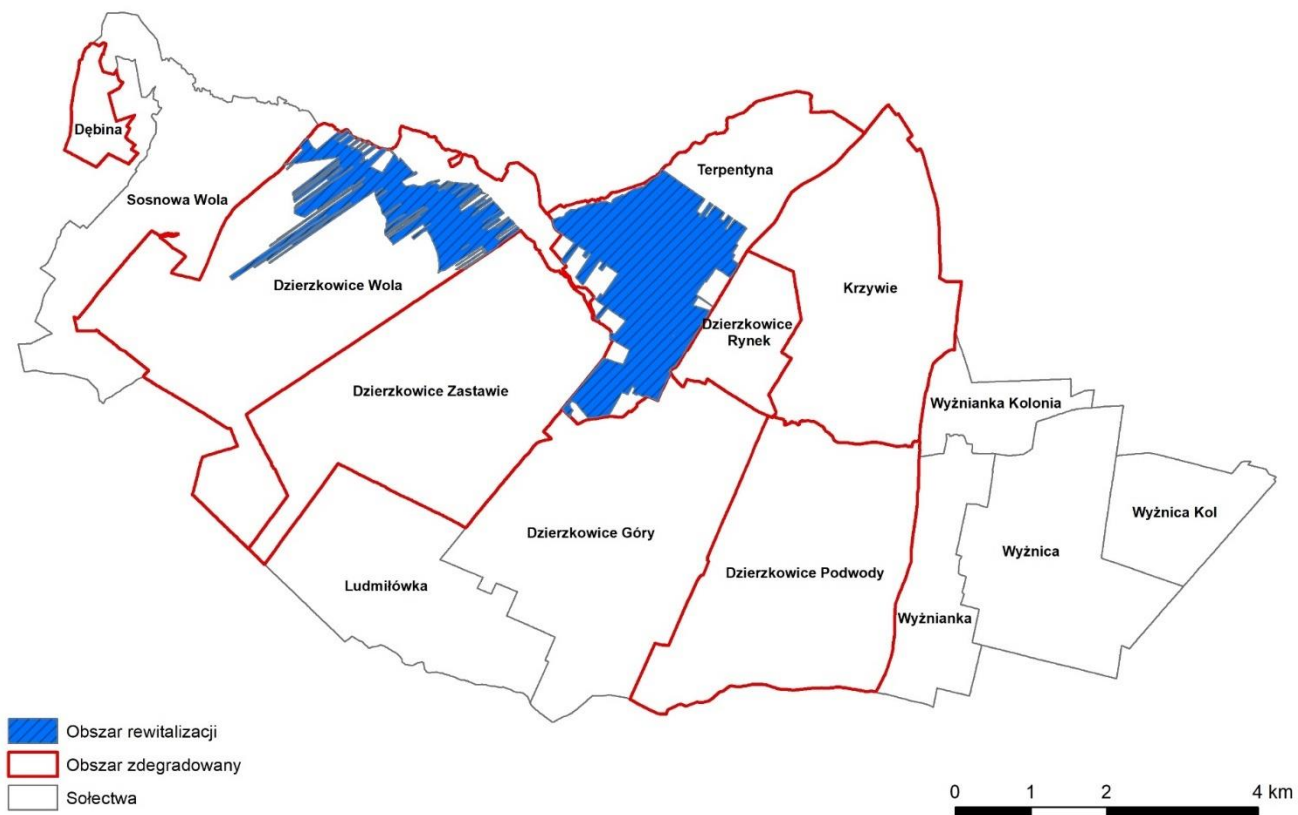 Dębina
Terpentyna
Sosnowa Wola
Dzierzkowice Wola
Krzywie
Dzierzkowice
Rynek
Dzierzkowice Zastawie
Wyżnianka Kolonia
Wyżnica Kol
Dzierzkowice Góry
Wyżnica
Dzierzkowice Podwody
Ludmiłówka
Wyżnianka
Obszar rewitalizacji
Obszar zdegradowany
Sołectwa
0 1 2 4 km